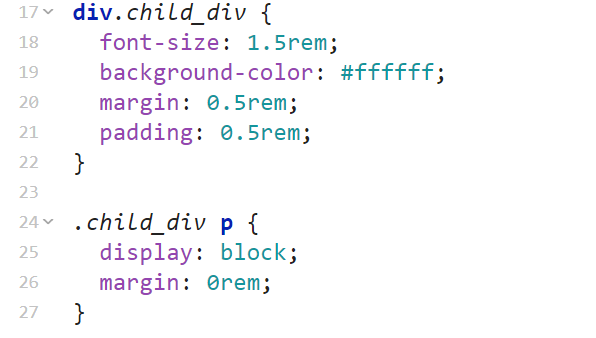 17 div.child_div {
18   font-size: 1.5rem;
19   background-color: #ffffff;
20   margin: 0.5rem;
21   padding: 0.5rem;
22 }
23
24 .child_div p {
25   display: block;
26   margin: 0rem;
27 }